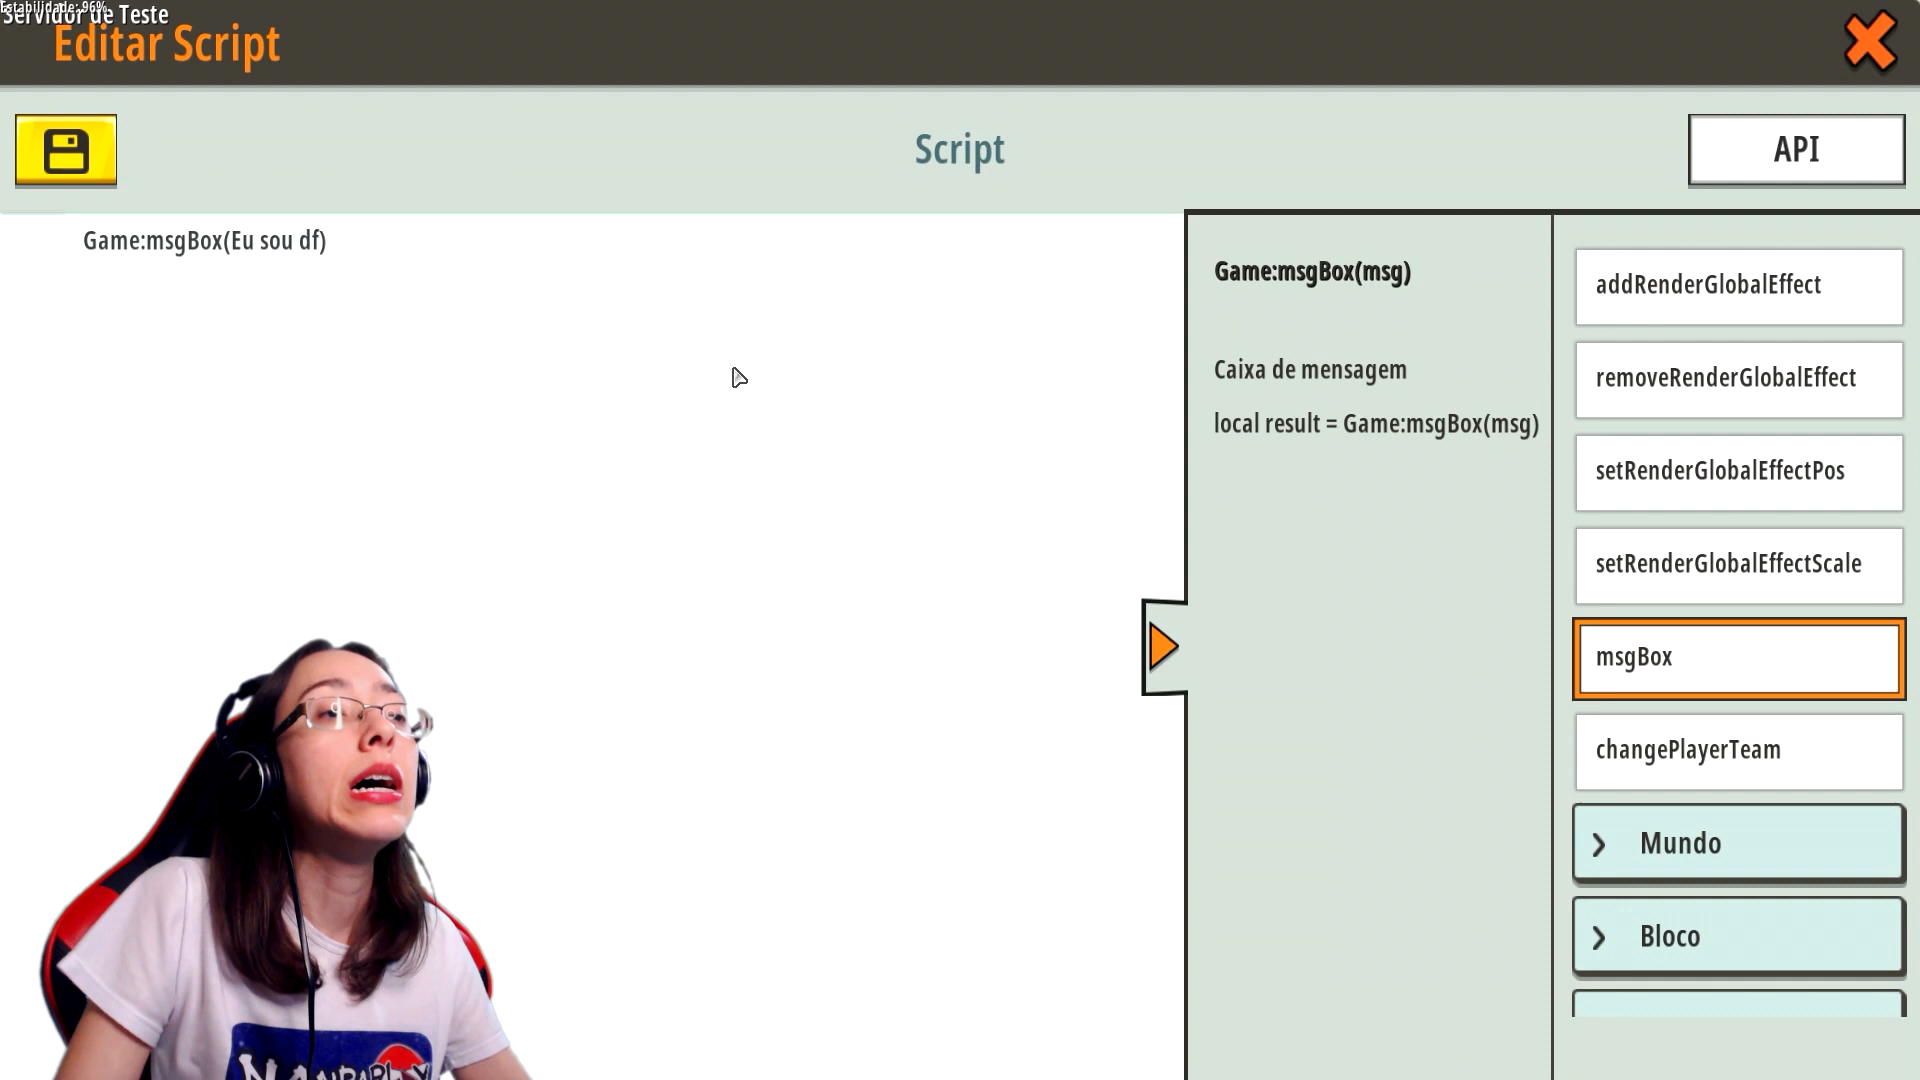 Estabilidade: 96%
Servidor de Teste
Editar Script
Script
API
Game:msgBox(Eu sou df)
Game:msgBox(msg)
Caixa de mensagem
local result = Game:msgBox(msg)
addRenderGlobalEffect
removeRenderGlobalEffect
setRenderGlobalEffectPos
setRenderGlobalEffectScale
msgBox
changePlayerTeam
Mundo
Bloco